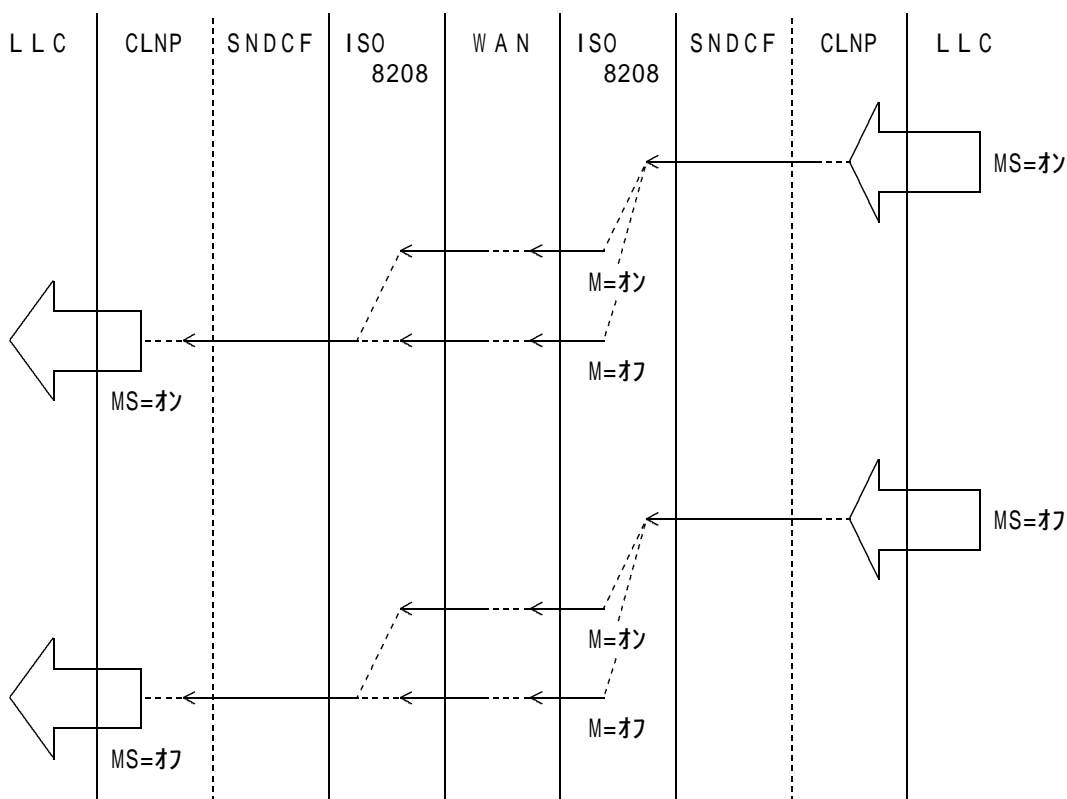 LLC CLNP SNDCF ISO WAN ISO SNDCF CLNP LLC
8208 8208
MS=ｵﾝ
M=ｵﾝ
M=ｵﾌ
MS=ｵﾝ
MS=ｵﾌ
M=ｵﾝ
M=ｵﾌ
MS=ｵﾌ